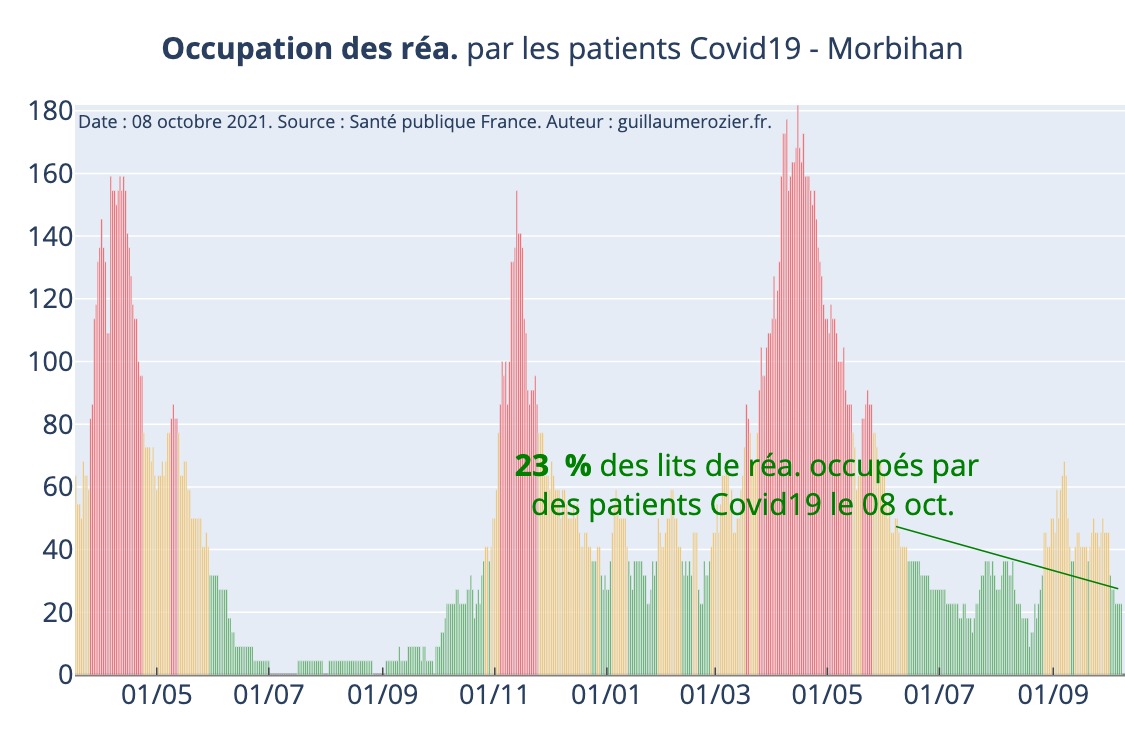 Occupation des réa. par les patients Covid19 - Morbihan
180
Date : 08 octobre 2021. Source : Santé publique France. Auteur : guillaumerozier.fr.
160
140
120
100
80
23 % des lits de réa. occupés par
60
des patients Covid19 le 08 oct.
40
20
0
01/05 01/07 01/09 01/11 01/01 01/03 01/05 01/07 01/09